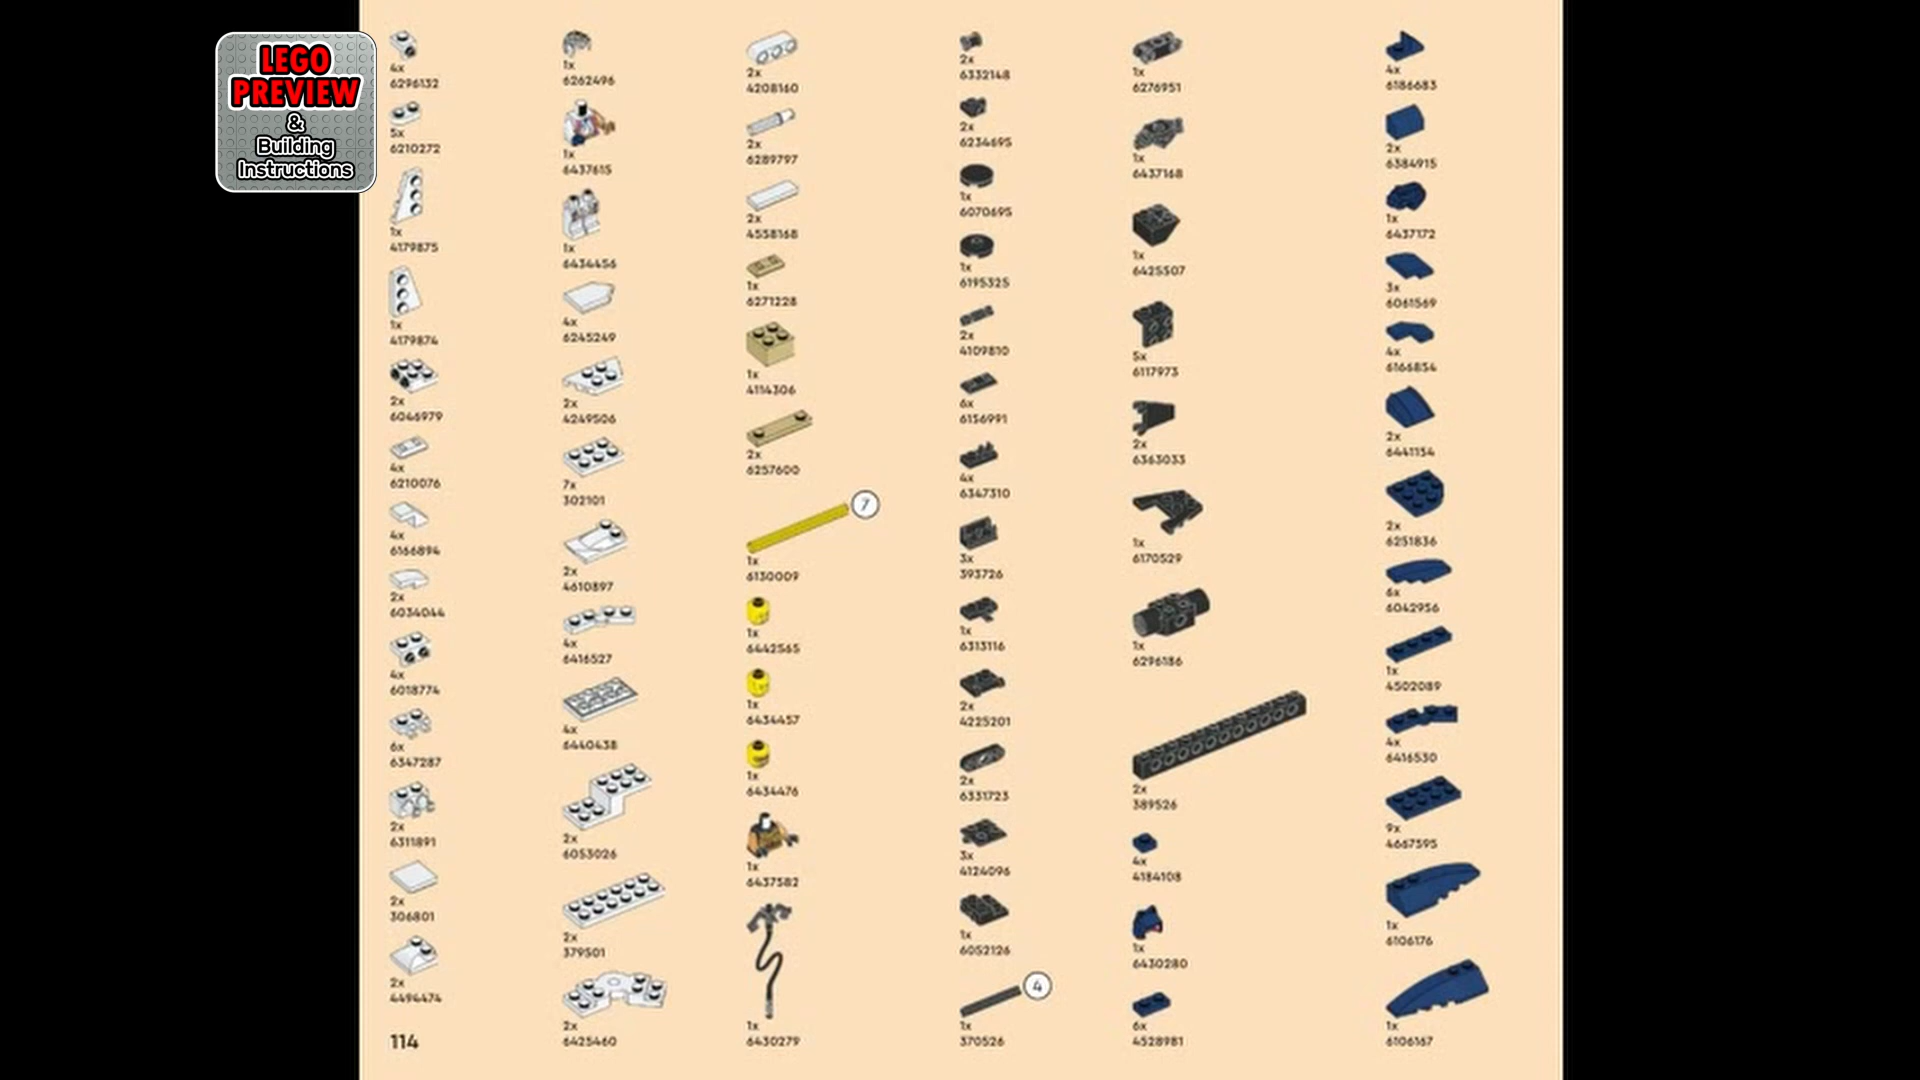 LEGO
PREVIEW
&
Building
Instructions
4x
6296132
5x
6210272
1x
4179875
1x
4179874
2x
6046979
4x
6210076
4x
6166894
2x
6034044
4x
6018774
6x
6347287
2x
6311891
2x
306801
2x
4494474
114
1x
6262496
1x
6437615
1x
6434456
4x
6245249
2x
4249506
7x
302101
2x
4610897
4x
6416527
4x
6440438
2x
6053026
2x
379501
2x
6425460
2x
4208160
2x
6289797
2x
4558168
1x
6271228
1x
4114306
2x
6257600
7
1x
6130009
1x
6442565
1x
6434457
1x
6434476
1x
6437582
1x
6430279
2x
6332148
2x
6234695
1x
6070695
1x
6195325
2x
4109810
6x
6156991
4x
6347310
3x
393726
1x
6313116
2x
4225201
2x
6331723
3x
4124096
1x
6052126
4
1x
370526
1x
6276951
1x
6437168
1x
6425507
5x
6117973
2x
6363033
1x
6170529
1x
6296186
2x
389526
4x
4184108
1x
6430280
6x
4528981
4x
6186683
2x
6384915
1x
6437172
3x
6061569
4x
6166854
2x
6441154
2x
6251836
6x
6042956
1x
4502089
4x
6416530
9x
4667595
1x
6106176
1x
6106167